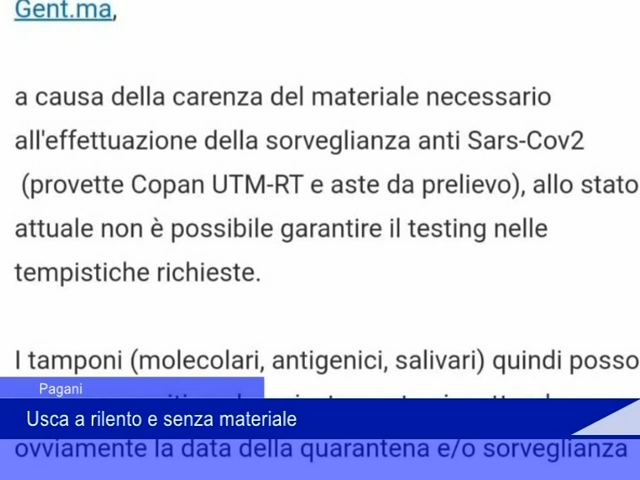 Gent.ma,
a causa della carenza del materiale necessario
all'effettuazione della sorveglianza anti Sars-Cov2
(provette Copan UTM-RT e aste da prelievo), allo stato
attuale non è possibile garantire il testing nelle
tempistiche richieste.
I tamponi (molecolari, antigenici, salivari) quindi posso
Pagani
Usca a rilento e senza materiale
ovviamente la data della quarantena e/o sorveglianza